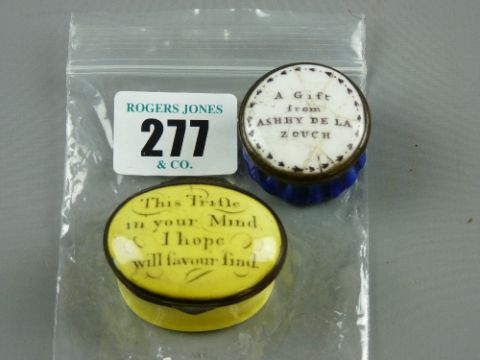 ROGERS JONES
277
& CO.
A Gift
from
ASHBY DE LA
ZOUCH
This Trifle
in your Mind,
I hope
will favour find.